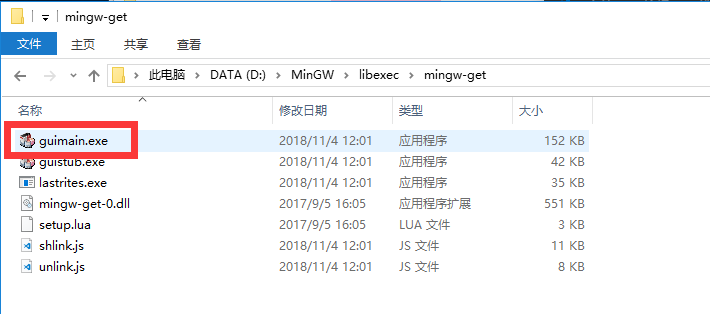 mingw-get
文件 主页 共享 查看
此电脑 DATA (D:) MinGW libexec mingw-get
名称 修改日期 类型 大小
guimain.exe 2018/11/4 12:01 应用程序 152 KB
guistub.exe 2018/11/4 12:01 应用程序 42 KB
lastrites.exe 2018/11/4 12:01 应用程序 35 KB
mingw-get-0.dll 2017/9/5 16:05 应用程序扩展 551 KB
setup.lua 2017/9/5 16:05 LUA 文件 3 KB
shlink.js 2018/11/4 12:01 JS 文件 11 KB
unlink.js 2018/11/4 12:01 JS 文件 8 KB